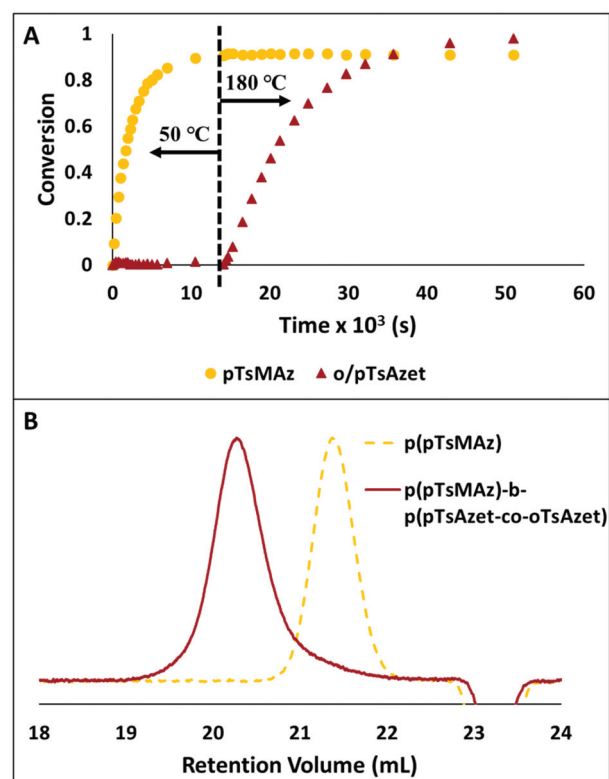 A
Conversion
1
0.8
0.6
0.4
0.2
0
180 °C
50 °C
0 10 20 30 40 50 60
Time x 10³ (s)
pTsMAz o/pTsAzet
B
p(pTsMAz)
p(pTsMAz)-b-
p(pTsAzet-co-oTsAzet)
18 19 20 21 22 23 24
Retention Volume (mL)